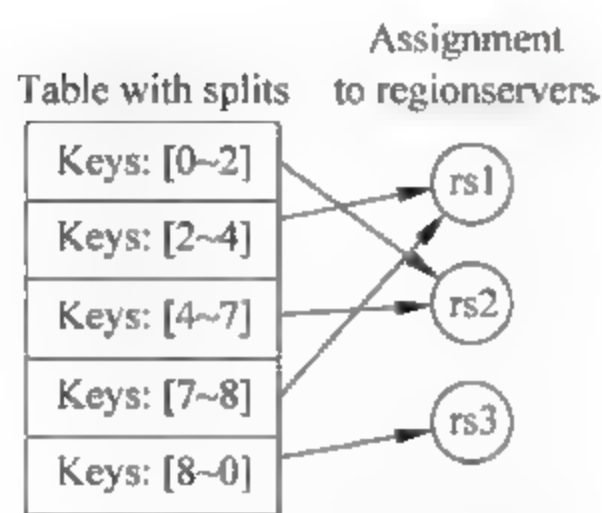 Assignment
Table with splits to regionservers
Keys: [0~2]
Keys: [2~4]
Keys: [4~7]
Keys: [7~8]
Keys: [8~0]
rs1
rs2
rs3